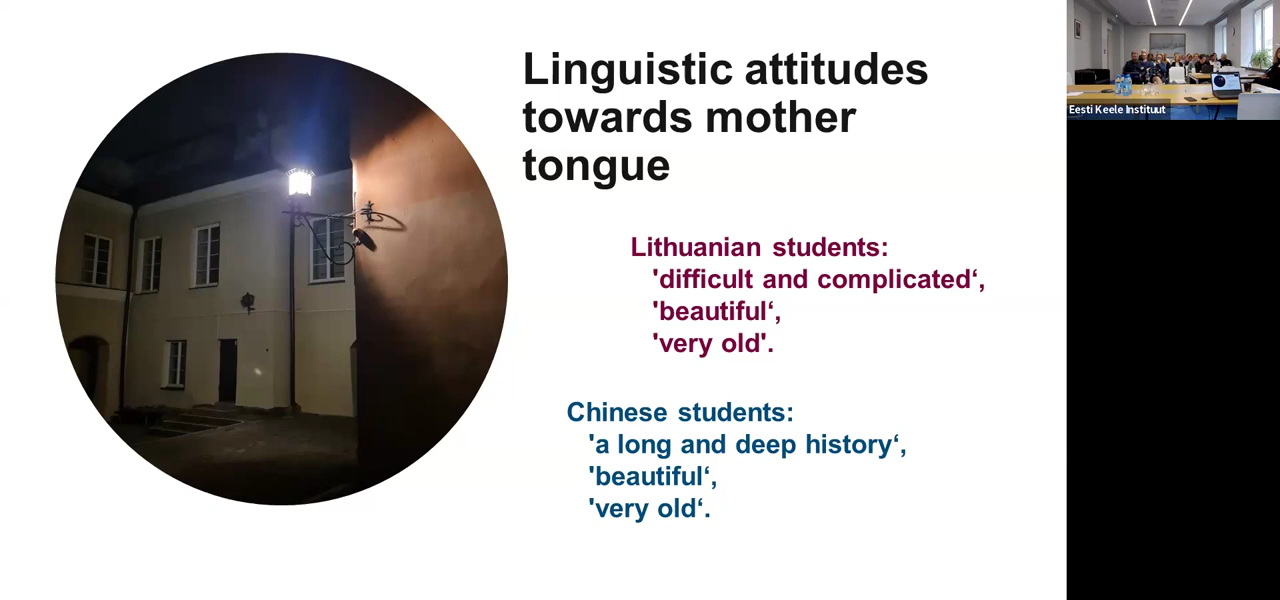 Linguistic attitudes
towards mother
tongue
Lithuanian students:
'difficult and complicated‘,
'beautiful‘,
'very old'.
Chinese students:
'a long and deep history‘,
'beautiful‘,
'very old‘.
Eesti Keele Instituut